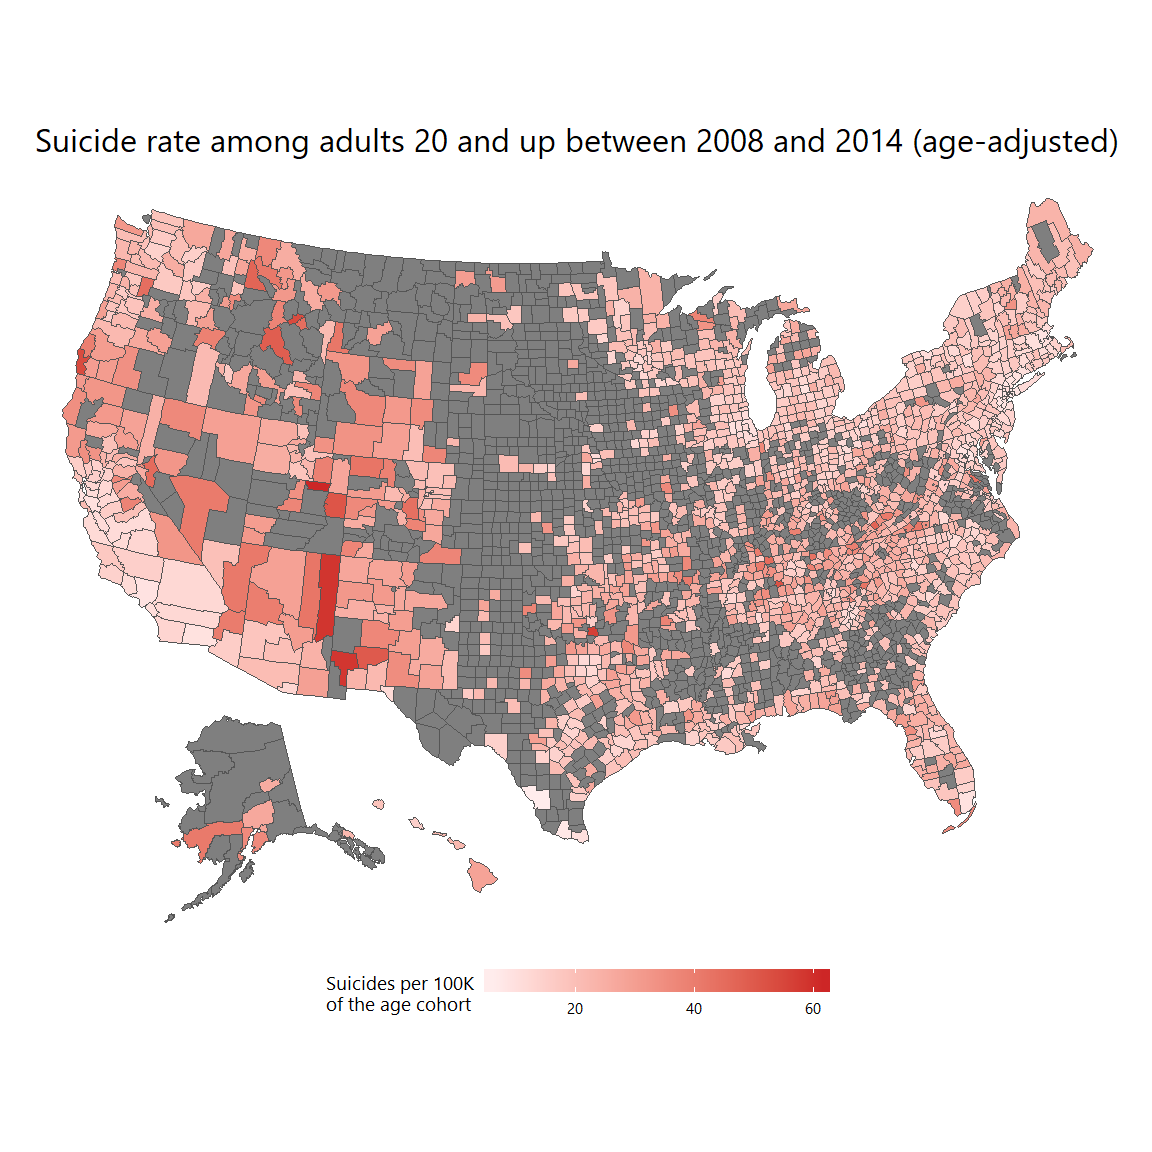 Suicide rate among adults 20 and up between 2008 and 2014 (age-adjusted)
Suicides per 100K
of the age cohort
20 40 60